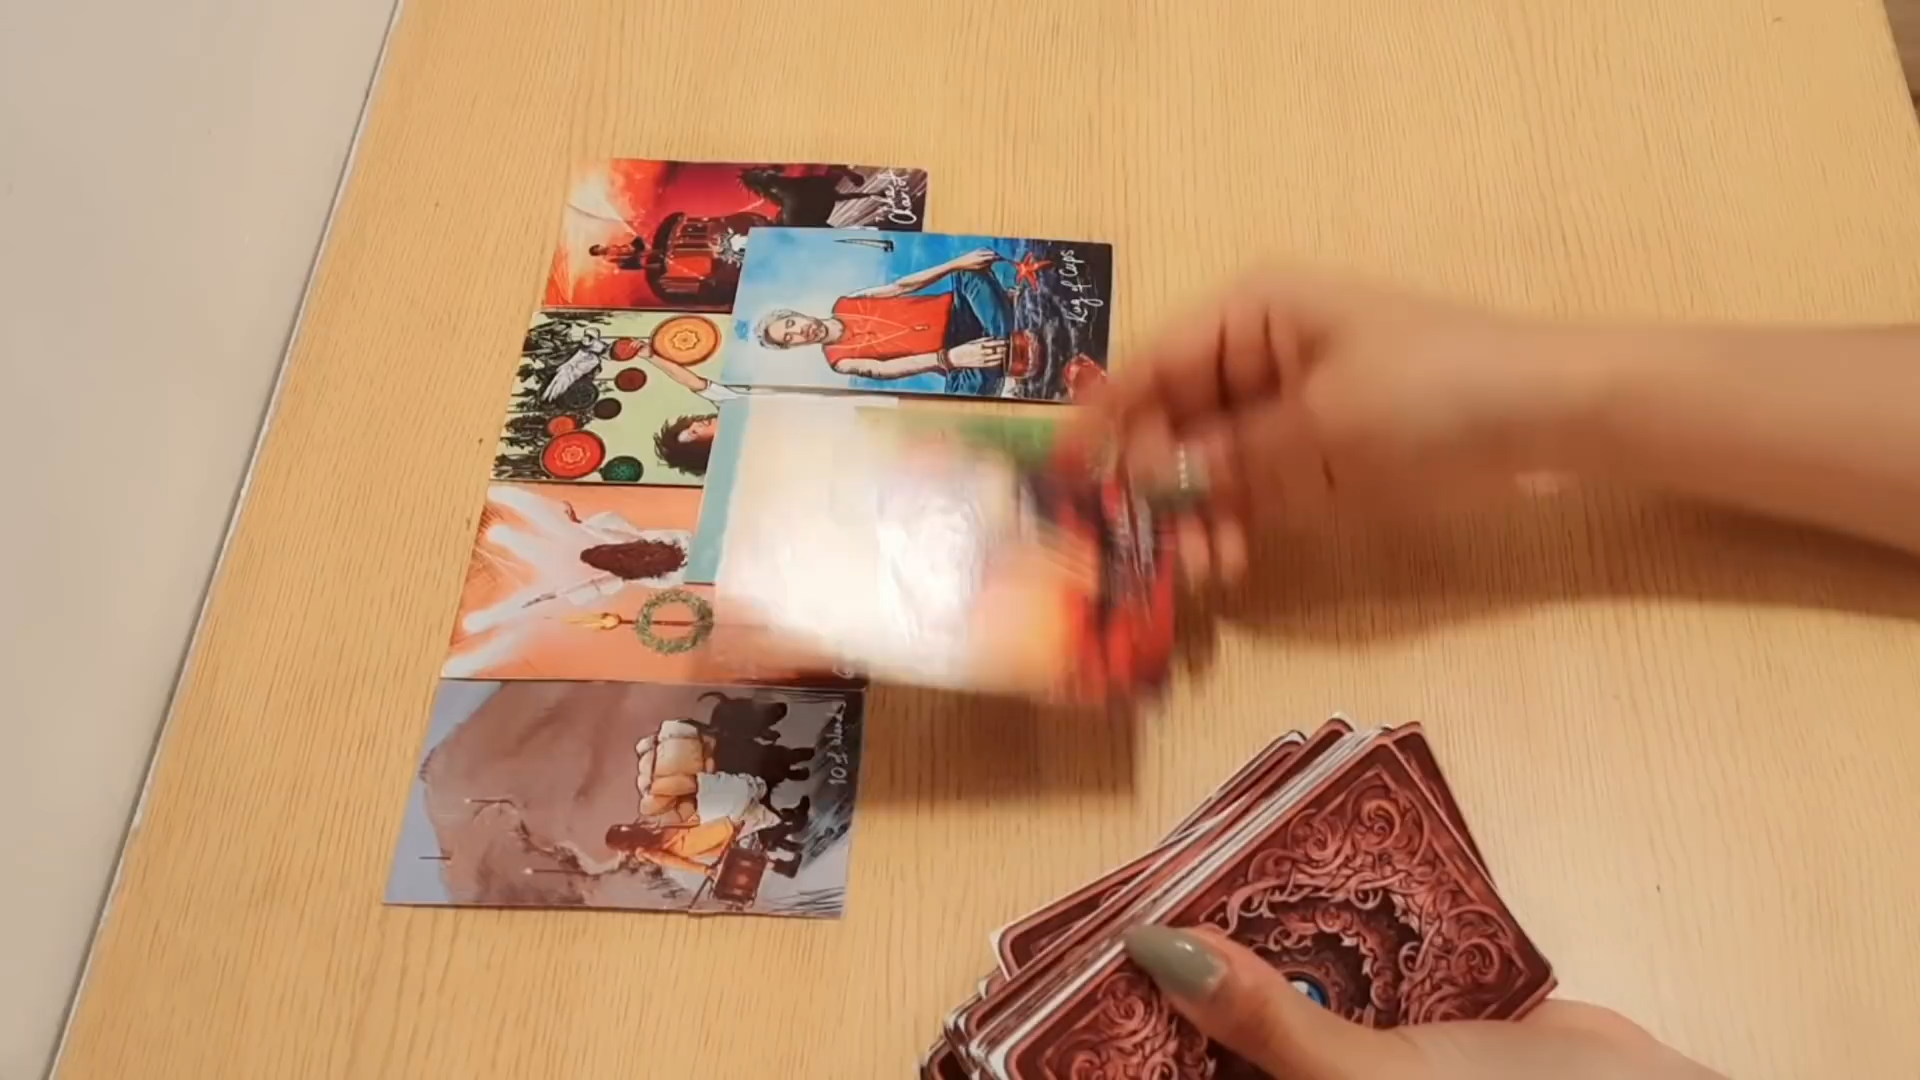 The
Chariot
King of Cups
10 of Wands